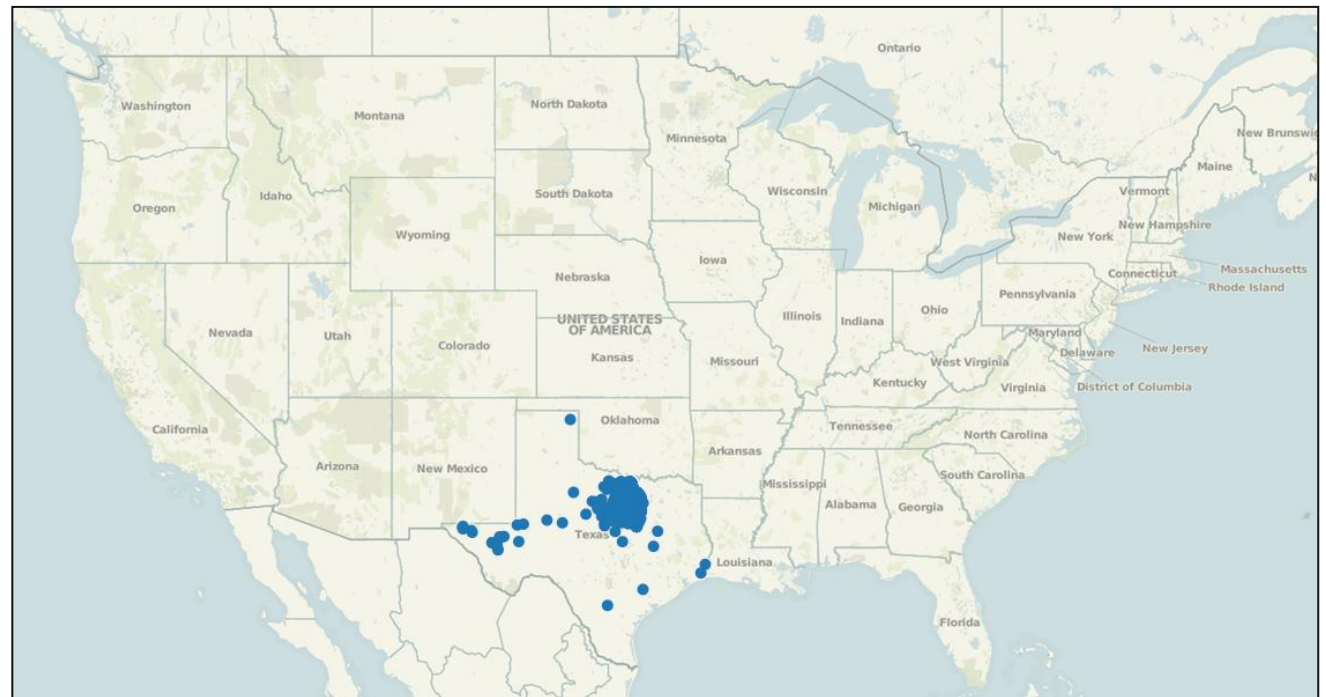 Ontario
Washington
North Dakota
Montana
Minnesota
New Brunswi
Maine
Idaho
South Dakota
Wisconsin
Vermont
Oregon
Michigan
Wyoming
New York
New Hampshire
Iowa
Massachusetts
Nebraska
Connecticut
Rhode Island
Pennsylvania
Illinois
Indiana
Ohio
UNITED STATES
OF AMERICA
Nevada
Utah
Colorado
Maryland
New Jersey
Kansas
Missouri
West Virginia
Delaware
Kentucky
Virginia
District of Columbia
California
Oklahoma
Tennessee
North Carolina
Arizona
New Mexico
Arkansas
South Carolina
Mississippi
Alabama
Georgia
Texas
Louisiana
Florida